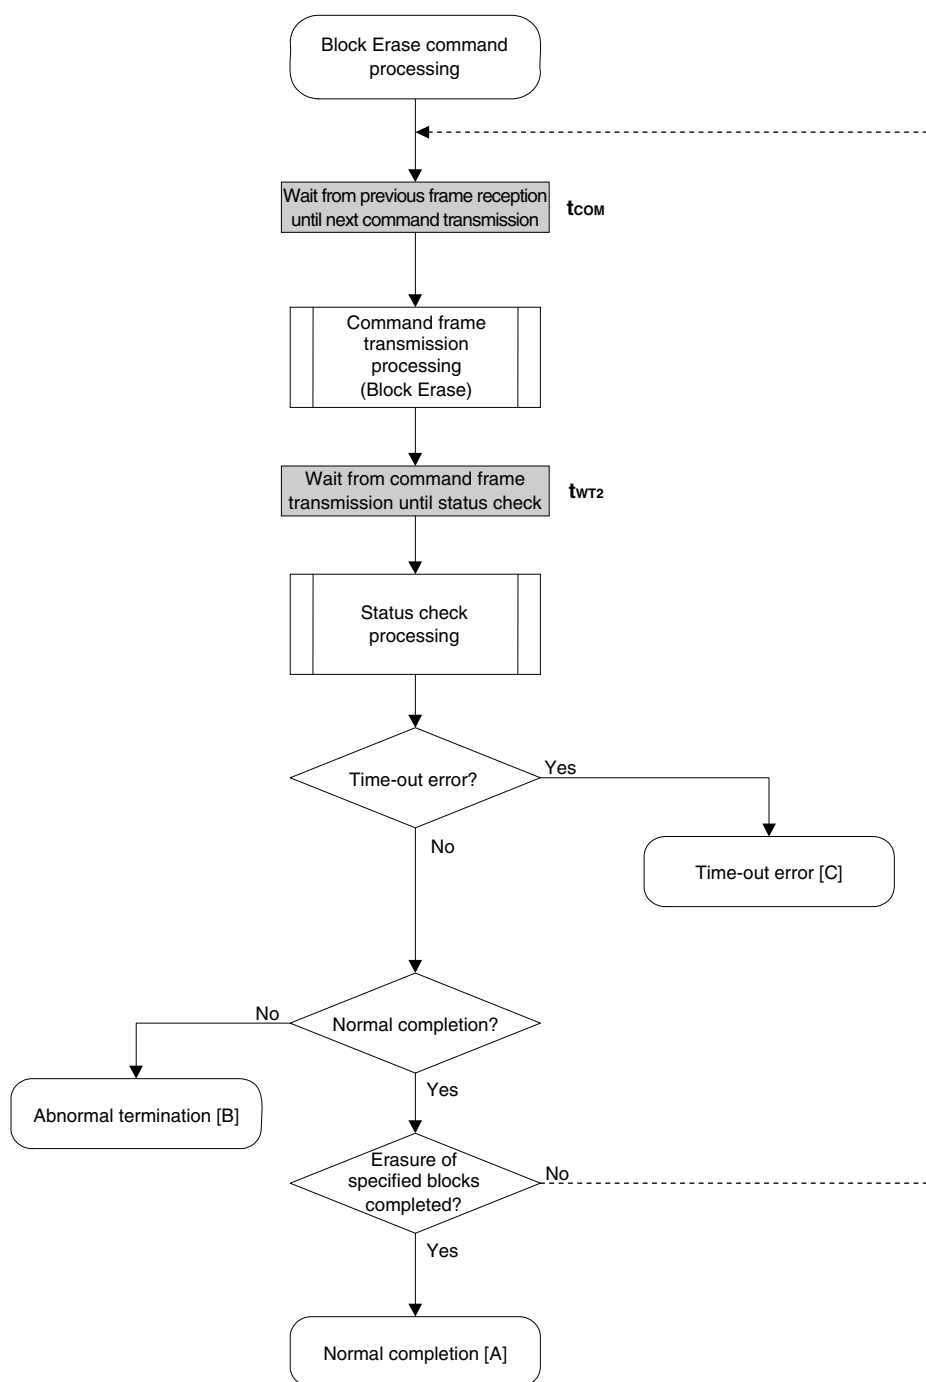 Block Erase command
processing
Wait from previous frame reception
until next command transmission
tCOM
Command frame
transmission
processing
(Block Erase)
Wait from command frame
transmission until status check
tWT2
Status check
processing
Time-out error?
Yes
No
Time-out error [C]
No
Normal completion?
Yes
Abnormal termination [B]
Erasure of
specified blocks
completed?
No
Yes
Normal completion [A]